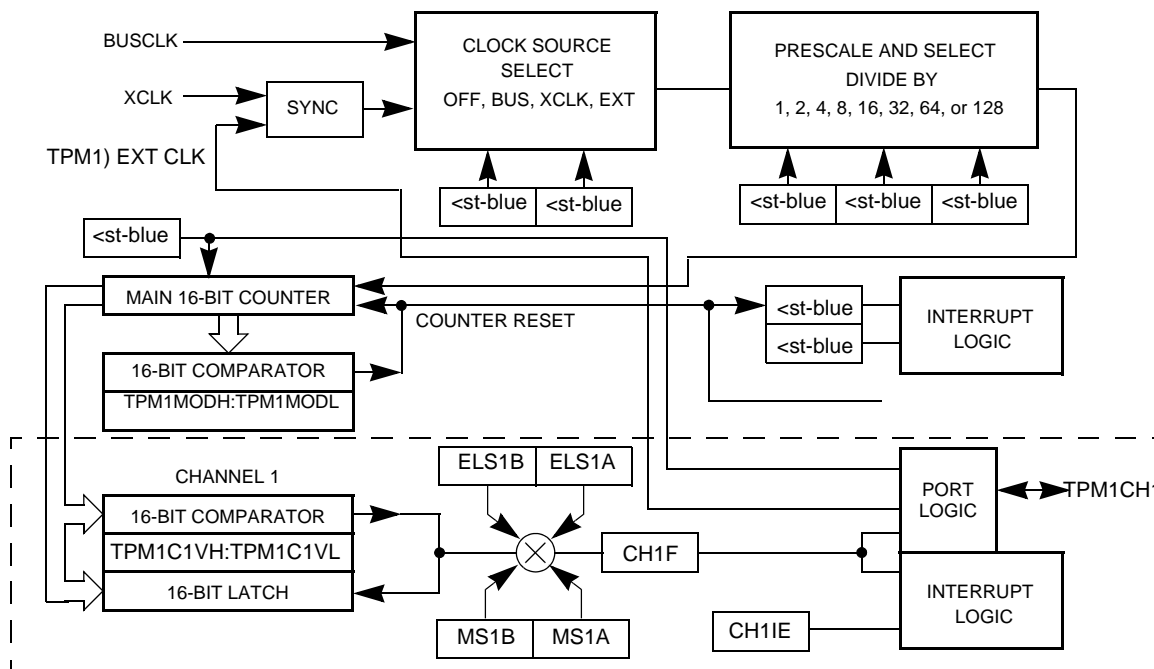 BUSCLK
CLOCK SOURCE
SELECT
OFF, BUS, XCLK, EXT
PRESCALE AND SELECT
DIVIDE BY
1, 2, 4, 8, 16, 32, 64, or 128
XCLK
SYNC
TPM1) EXT CLK
<st-blue
<st-blue
<st-blue
<st-blue
<st-blue
<st-blue
MAIN 16-BIT COUNTER
COUNTER RESET
<st-blue
<st-blue
INTERRUPT
LOGIC
16-BIT COMPARATOR
TPM1MODH:TPM1MODL
CHANNEL 1
ELS1B
ELS1A
16-BIT COMPARATOR
TPM1C1VH:TPM1C1VL
16-BIT LATCH
CH1F
PORT
LOGIC
TPM1CH1
INTERRUPT
LOGIC
MS1B
MS1A
CH1IE